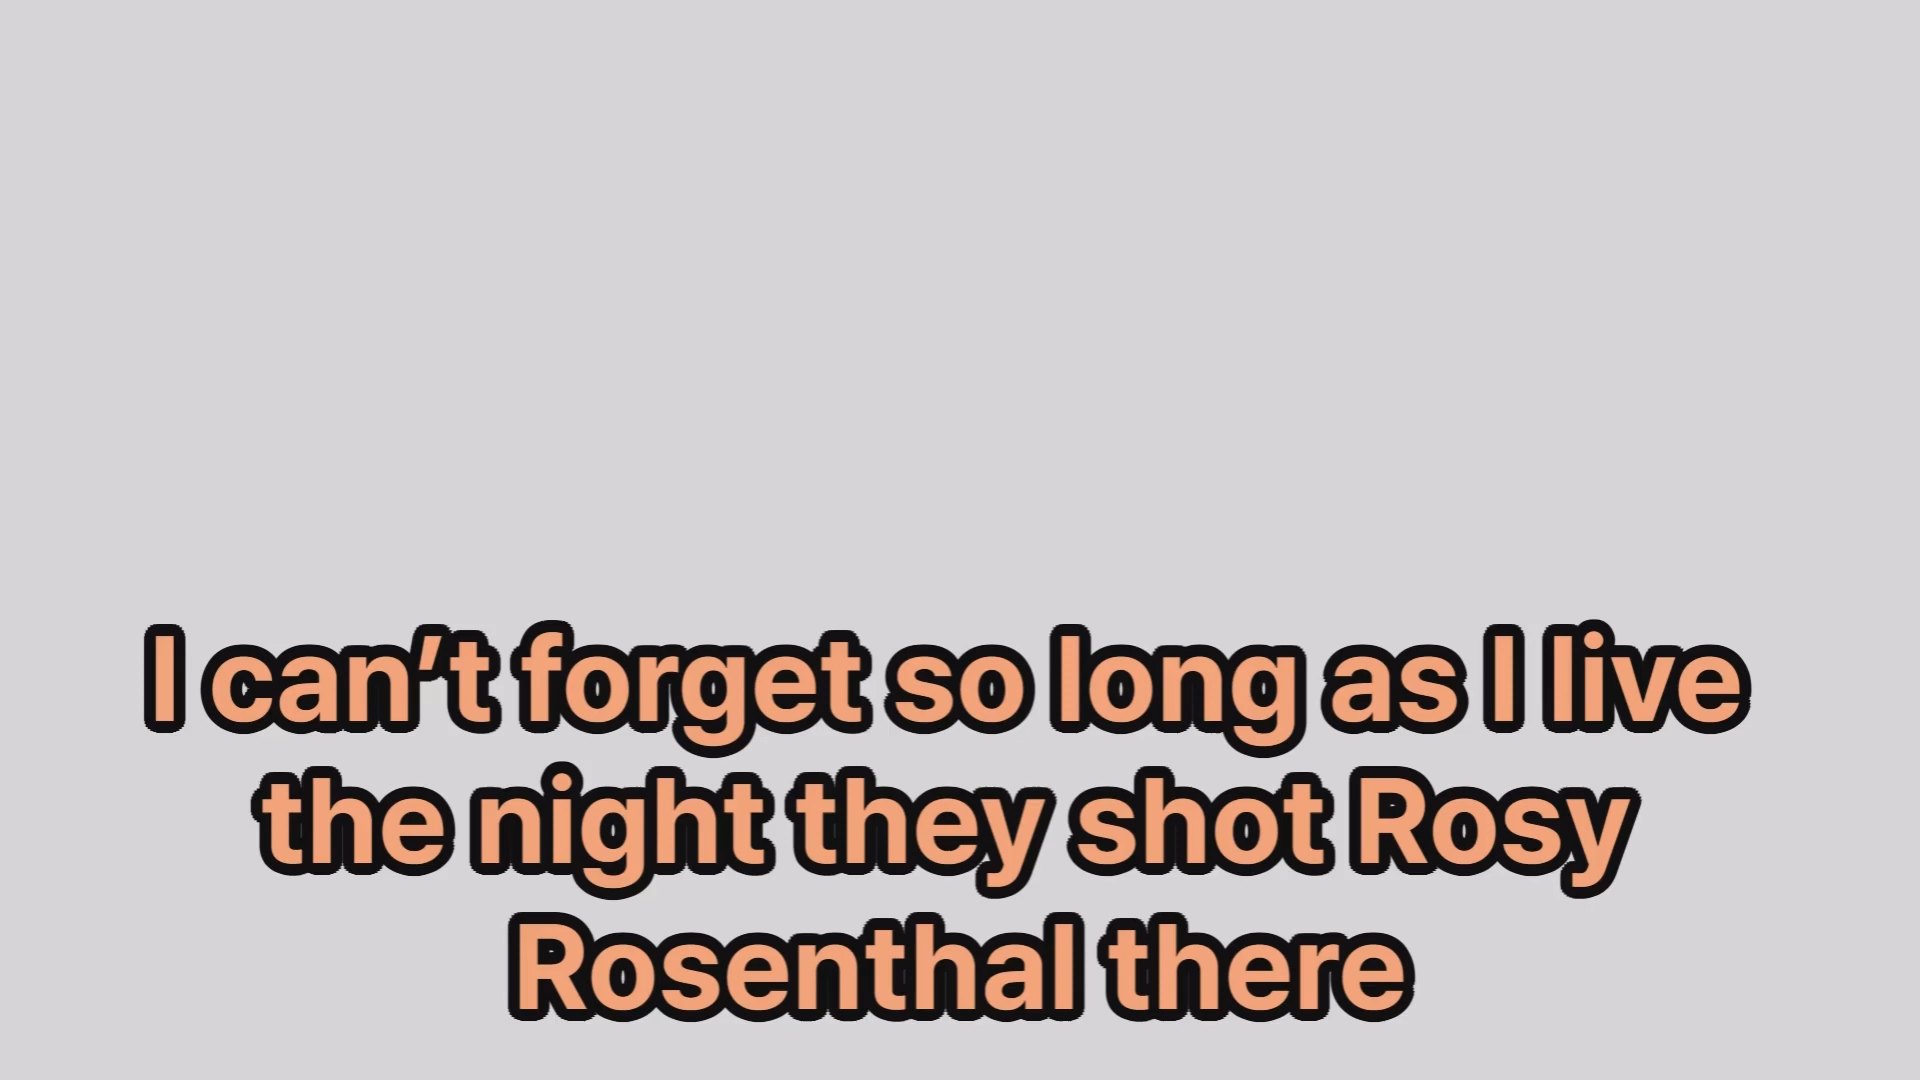 I can’t forget so long as I live
the night they shot Rosy
Rosenthal there